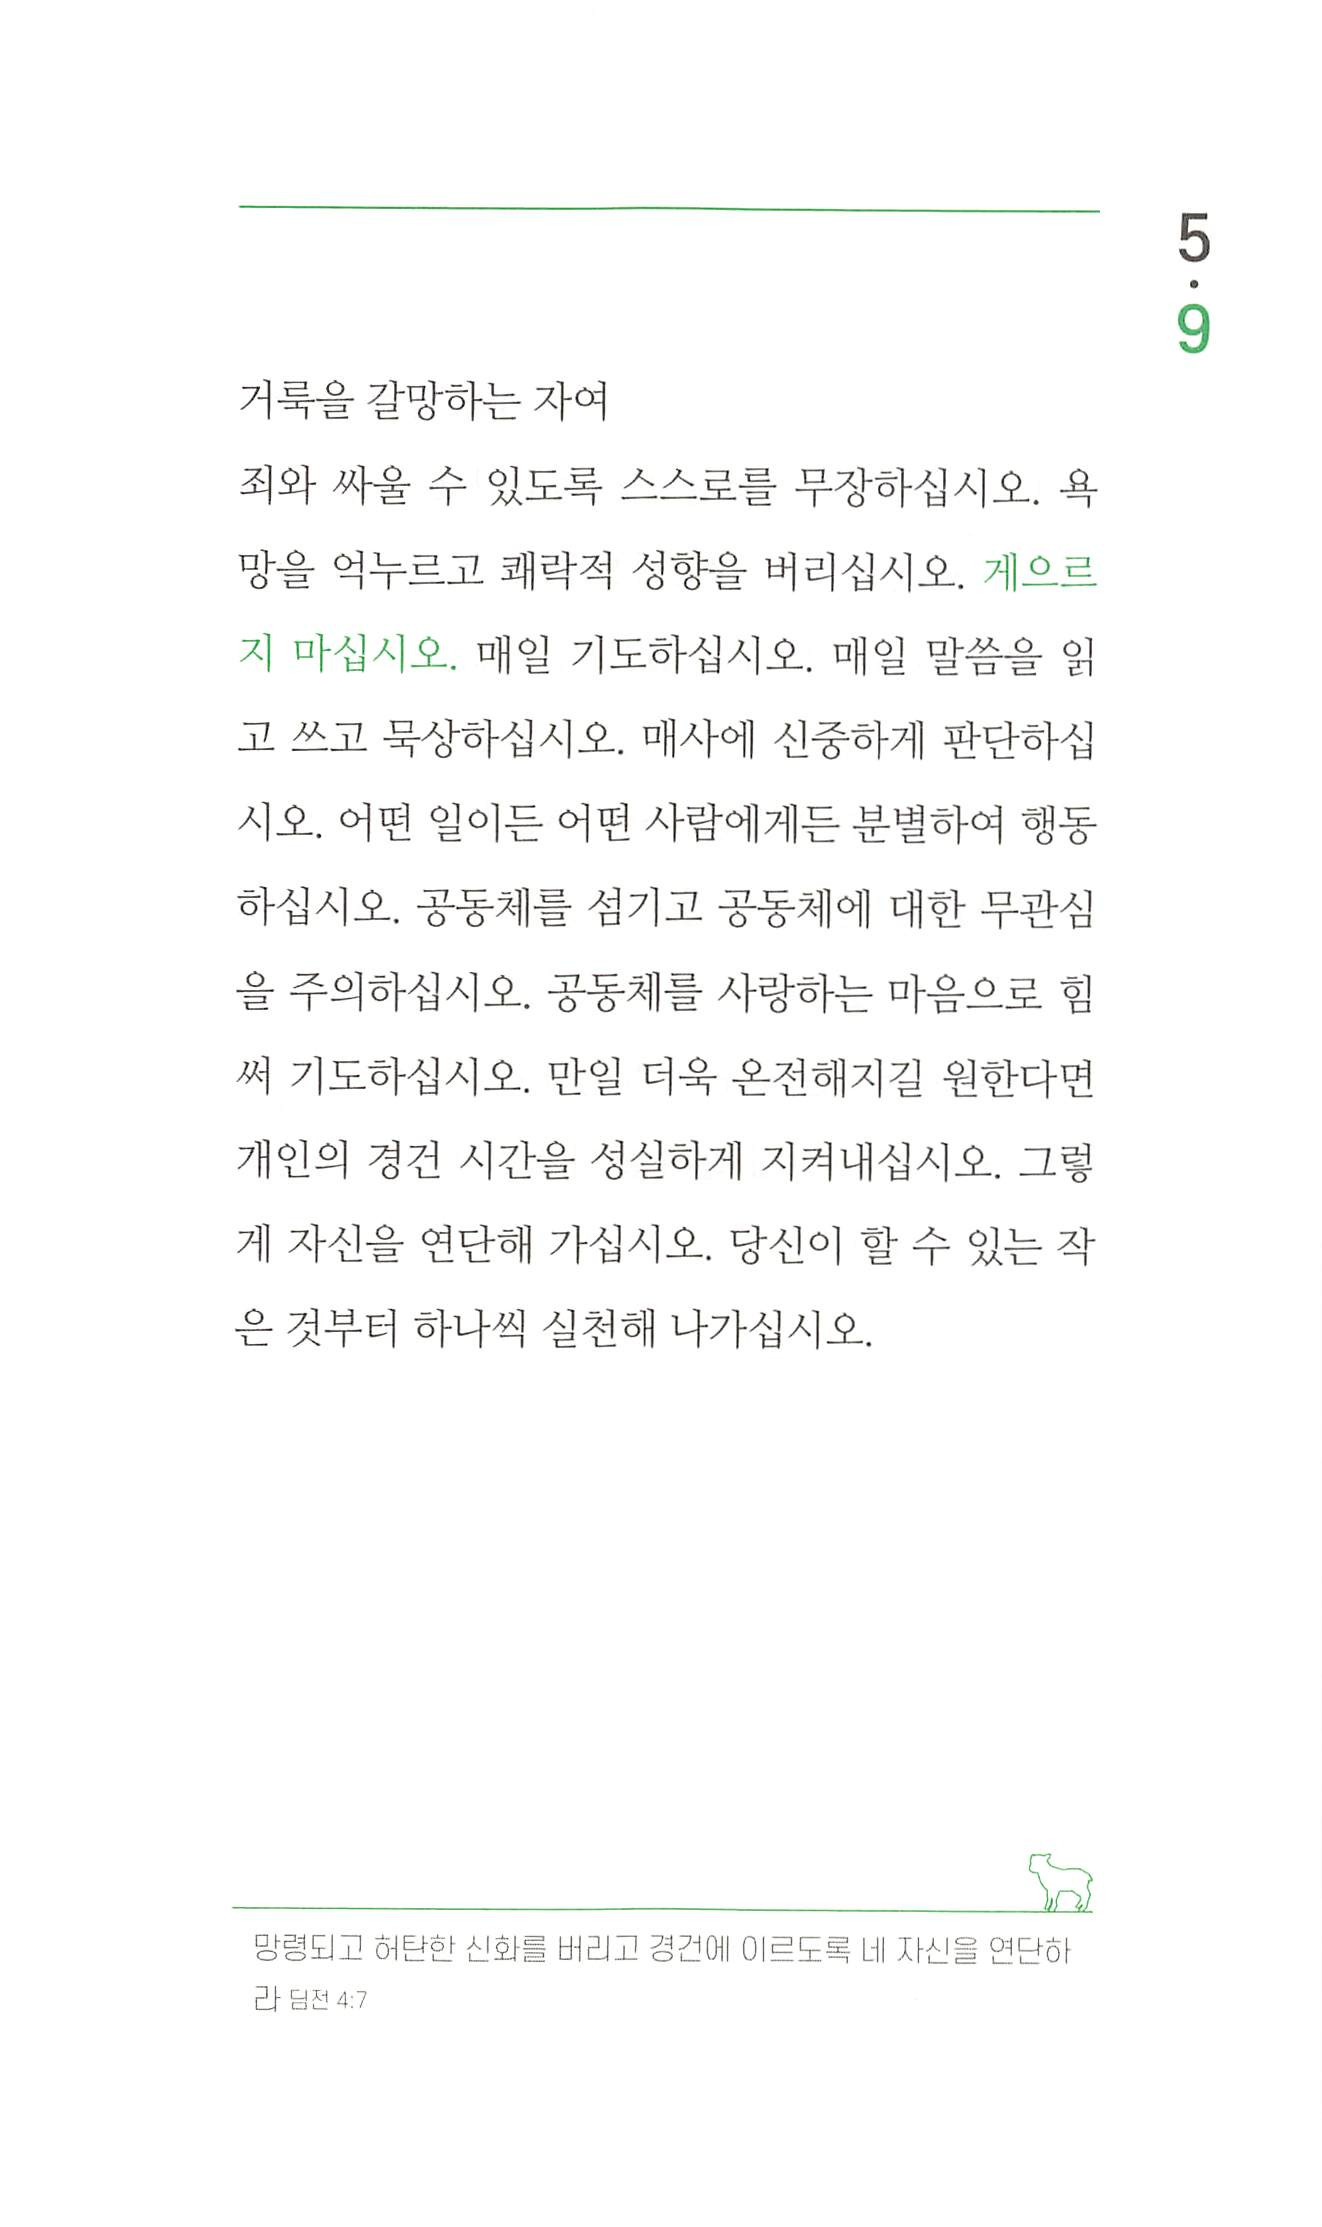 5
·
9
거룩을 갈망하는 자여
죄와 싸울 수 있도록 스스로를 무장하십시오. 욕
망을 억누르고 쾌락적 성향을 버리십시오. 게으르
지 마십시오. 매일 기도하십시오. 매일 말씀을 읽
고 쓰고 묵상하십시오. 매사에 신중하게 판단하십
시오. 어떤 일이든 어떤 사람에게든 분별하여 행동
하십시오. 공동체를 섬기고 공동체에 대한 무관심
을 주의하십시오. 공동체를 사랑하는 마음으로 힘
써 기도하십시오. 만일 더욱 온전해지길 원한다면
개인의 경건 시간을 성실하게 지켜내십시오. 그렇
게 자신을 연단해 가십시오. 당신이 할 수 있는 작
은 것부터 하나씩 실천해 나가십시오.
망령되고 허탄한 신화를 버리고 경건에 이르도록 네 자신을 연단하
라 딤전 4:7